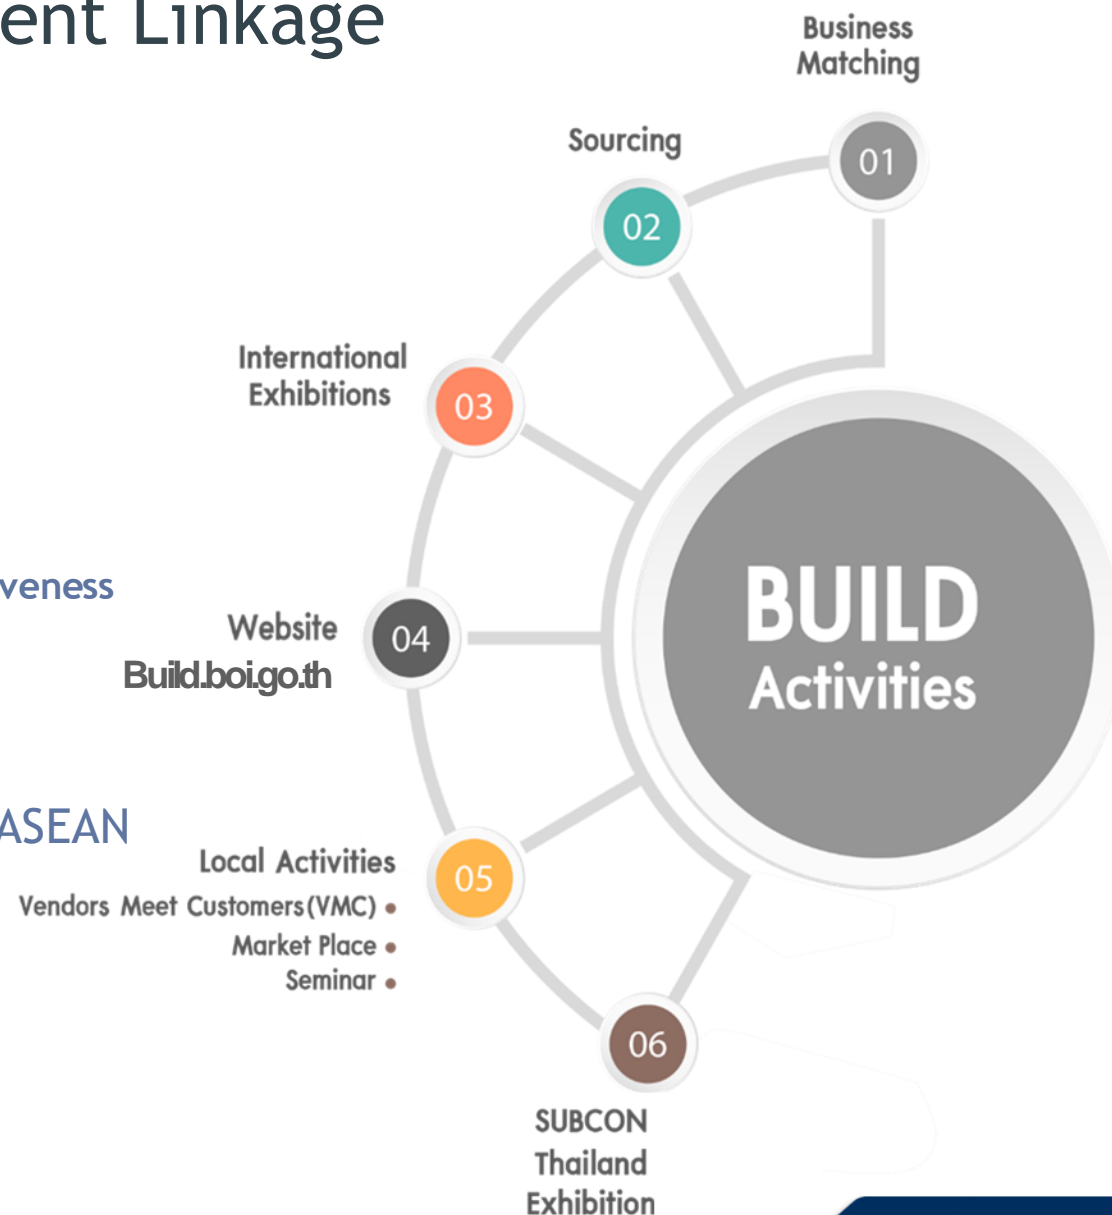 ent Linkage
Business
Matching
01
Sourcing
02
International
Exhibitions
03
veness
Website
Build.boi.go.th
04
BUILD
Activities
ASEAN
Local Activities
05
Vendors Meet Customers(VMC) •
Market Place •
Seminar •
06
SUBCON
Thailand
Exhibition